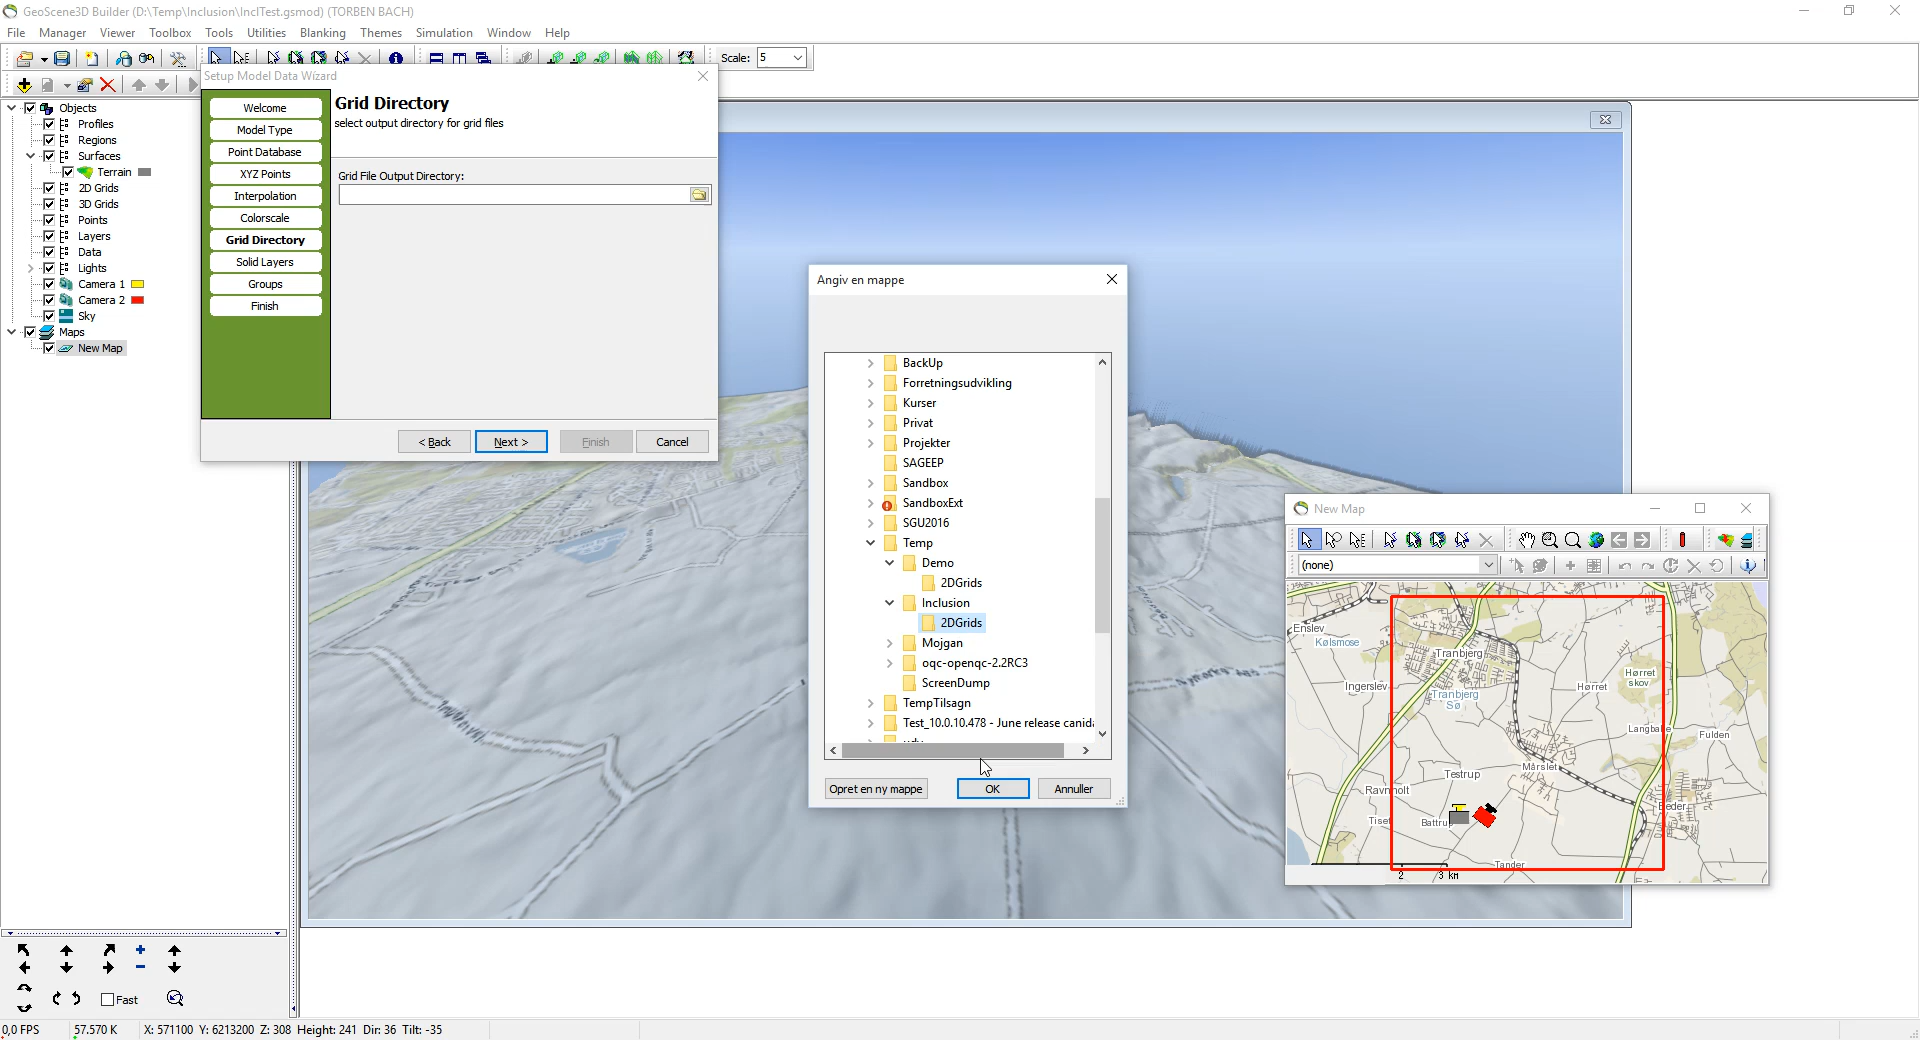 GeoScene3D Builder (D:\Temp\Inclusion\InclTest.gsmod) (TORBEN BACH)
File Manager Viewer Toolbox Tools Utilities Blanking Themes Simulation Window Help
Scale: 5
Objects
Profiles
Regions
Surfaces
Terrain
2D Grids
3D Grids
Points
Layers
Data
Lights
Camera 1
Camera 2
Sky
Maps
New Map
Setup Model Data Wizard
Welcome
Model Type
Point Database
XYZ Points
Interpolation
Colorscale
Grid Directory
Solid Layers
Groups
Finish
Grid Directory
select output directory for grid files
Grid File Output Directory:
< Back
Next >
Finish
Cancel
Angiv en mappe
BackUp
Forretningsudvikling
Kurser
Privat
Projekter
SAGEEP
Sandbox
SandboxExt
SGU2016
Temp
Demo
2DGrids
Inclusion
2DGrids
Mojgan
oqc-openqc-2.2RC3
ScreenDump
TempTilsagn
Test_10.0.10.478 - June release canida
Opret en ny mappe
OK
Annuller
New Map
(none)
Enslev
Kølsmose
Tranbjerg
Ingerslev
Tranbjerg
Sø
Hørret
Hørret
skov
Langballe
Fulden
Mårslet
Testrup
Ravnholt
Battrup
Beder
Tander
2 3 KM
Fast
0,0 FPS 57.570 K X: 571100 Y: 6213200 Z: 308 Height: 241 Dir: 36 Tilt: -35